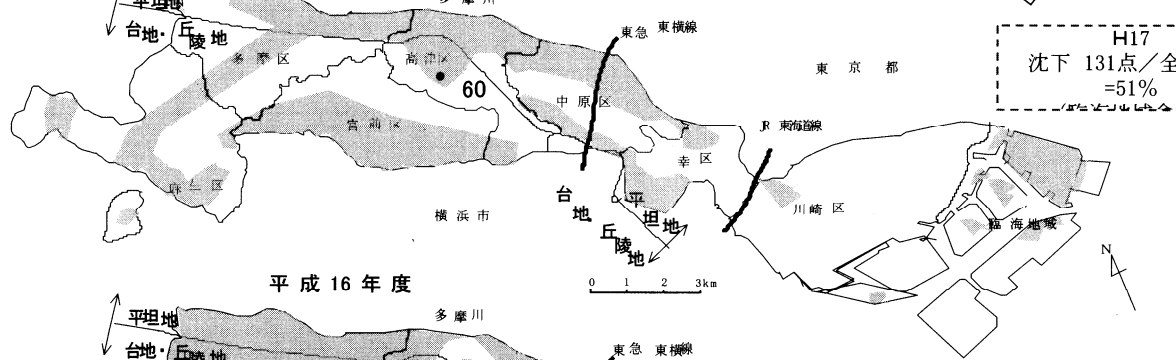 平坦地
多摩川
台地・丘陵地
東急 東横線
H17
沈下 131点/全
=51%
多摩区
高津区
東京都
60
中原区
宮前区
JR 東海道線
幸区
麻生区
台地・丘陵地
平坦地
川崎区
横浜市
臨海地域
N
平成16年度
0 1 2 3km
平坦地
多摩川
台地・丘陵地
東急 東横線